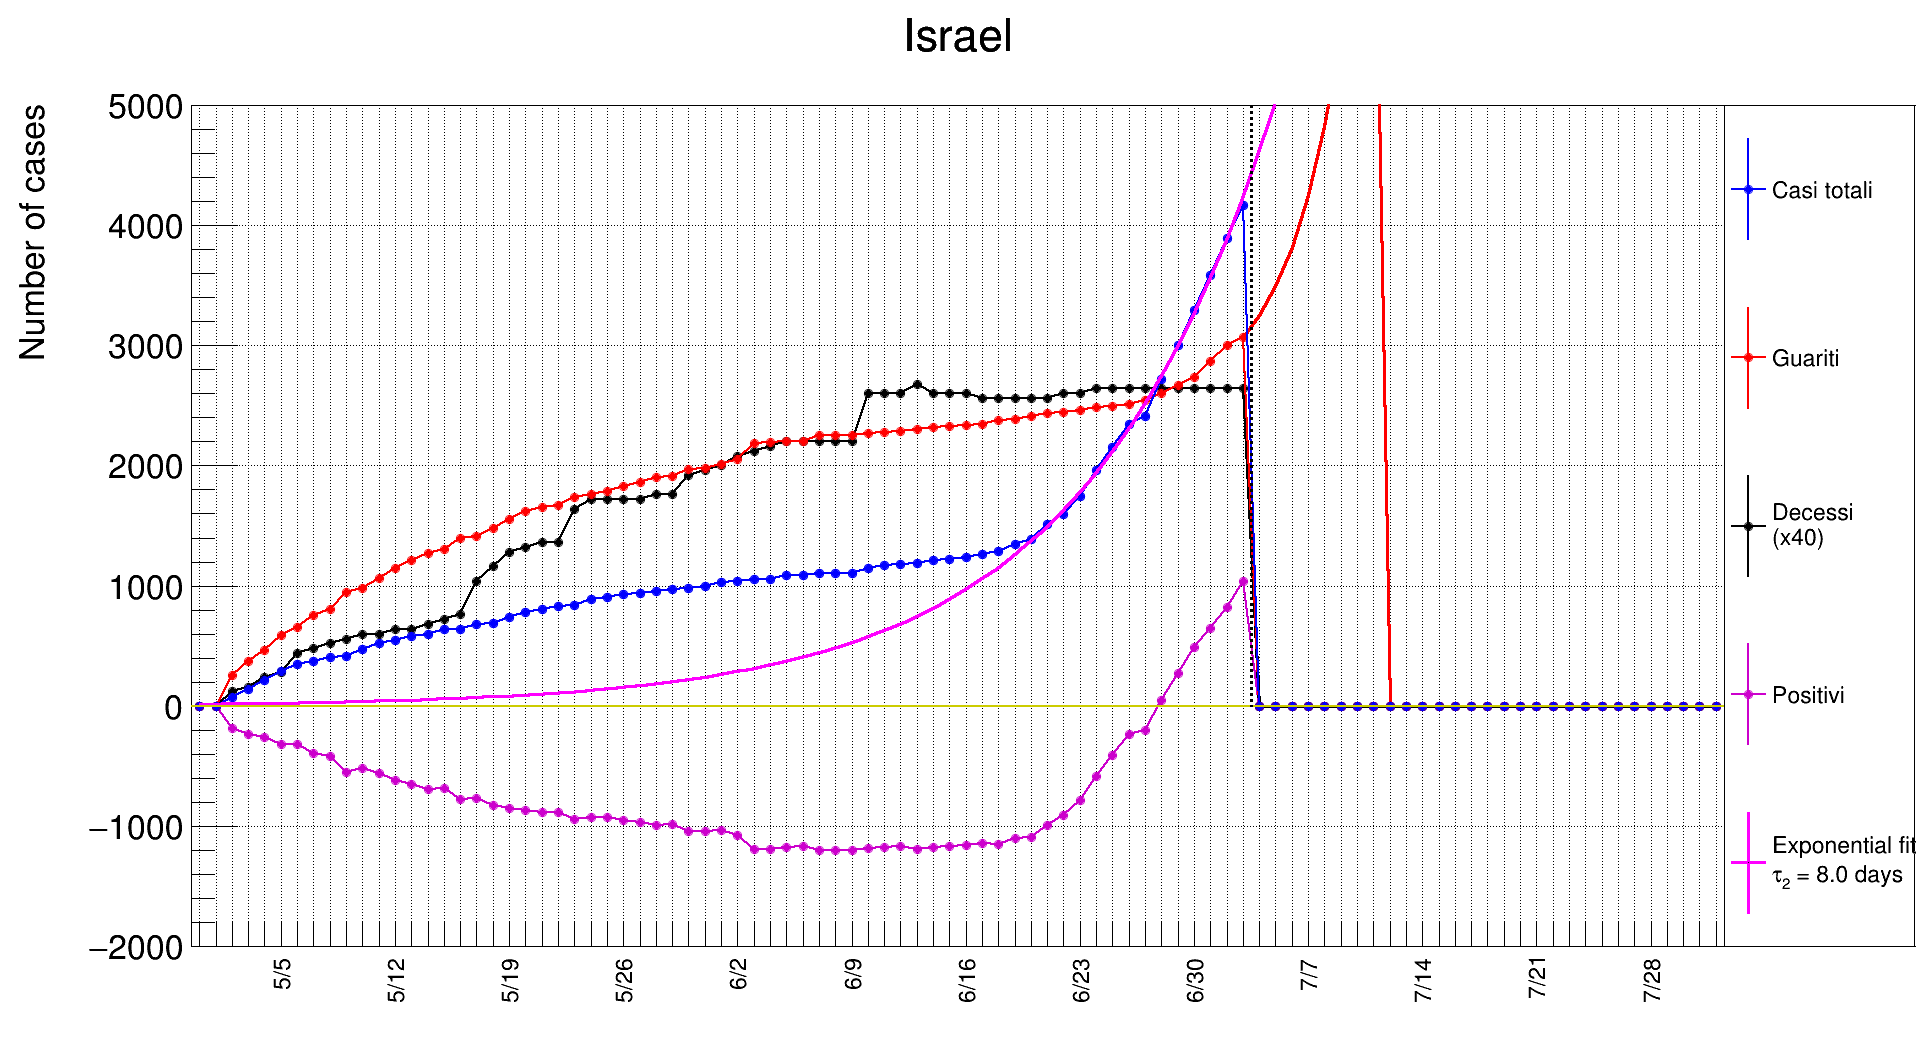 Israel
Number of cases
5000
4000
3000
2000
1000
0
−1000
−2000
5/5
5/12
5/19
5/26
6/2
6/9
6/16
6/23
6/30
7/7
7/14
7/21
7/28
Casi totali
Guariti
Decessi
(x40)
Positivi
Exponential fit
τ2 = 8.0 days